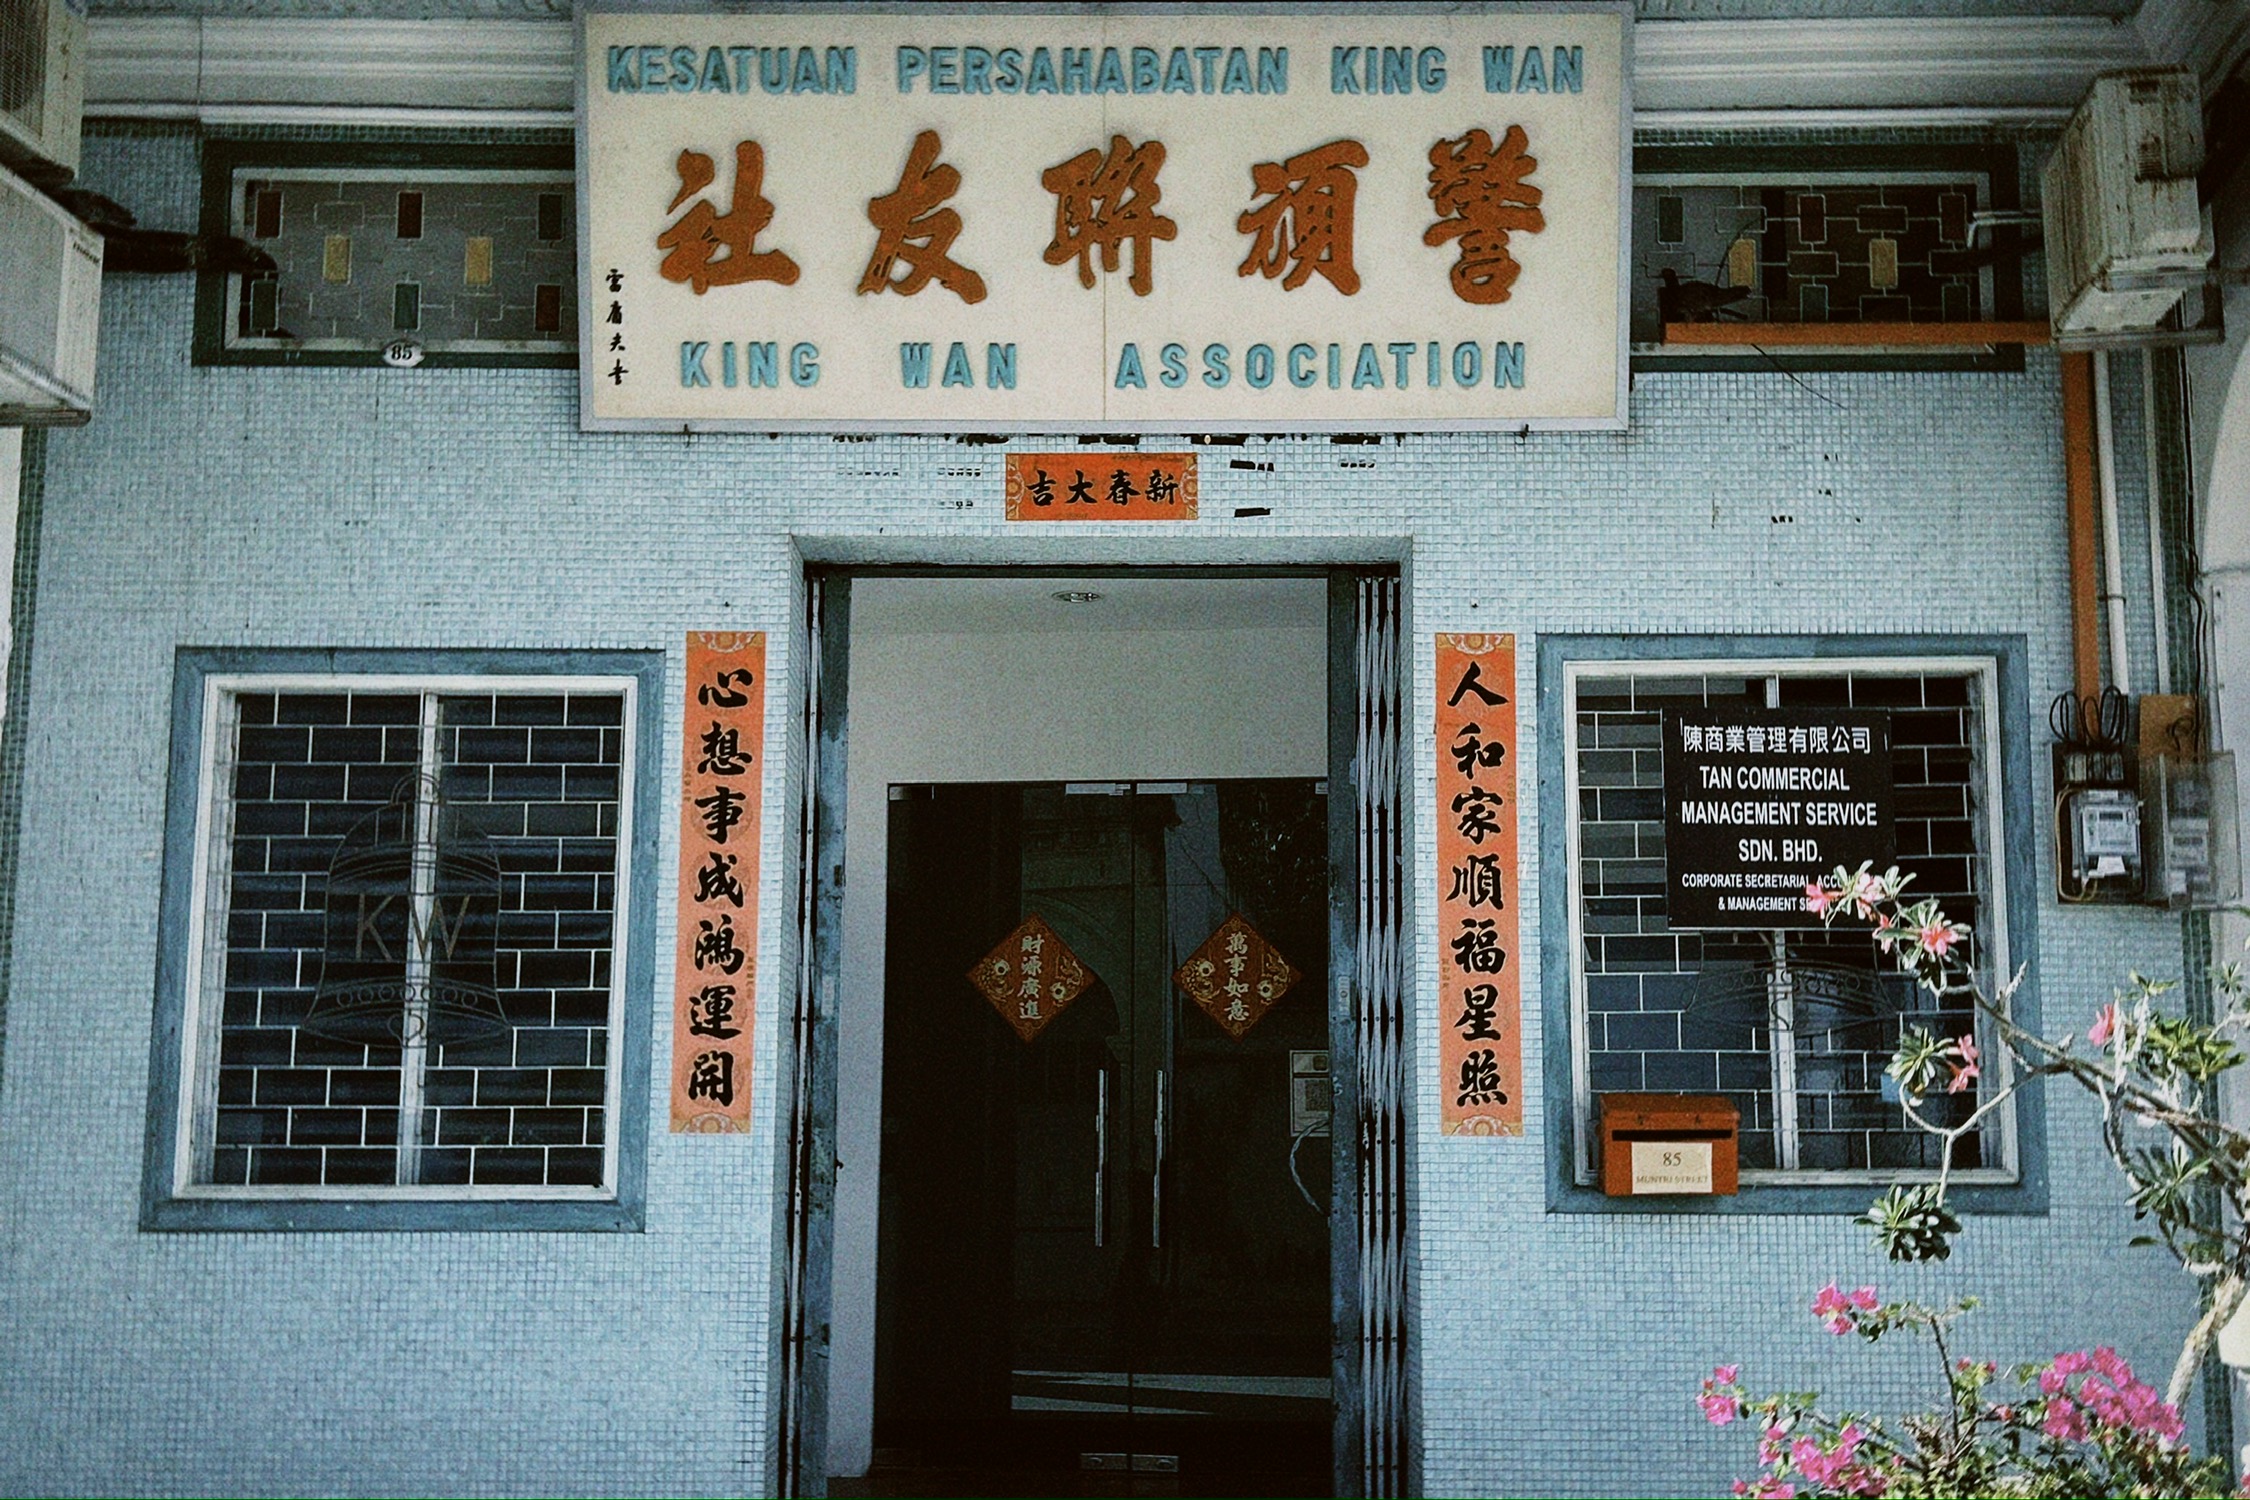 KESATUAN PERSAHABATAN KING WAN
警頑聯友社
KING WAN ASSOCIATION
85
新春大吉
人和家順福星照
心想事成鴻運開
萬事如意
財源廣進
KW
陳商業管理有限公司
TAN COMMERCIAL
MANAGEMENT SERVICE
SDN. BHD.
CORPORATE SECRETARIAL
& MANAGEMENT
85
MUNTRI STREET